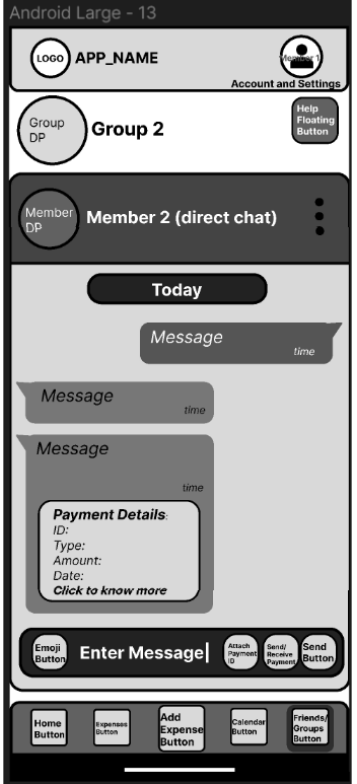 Android Large - 13
LOGO
APP_NAME
Member 1
Account and Settings
Group
DP
Group 2
Help
Floating
Button
Member
DP
Member 2 (direct chat)
Today
Message
time
Message
time
Message
time
Payment Details:
ID:
Type:
Amount:
Date:
Click to know more
Emoji
Button
Enter Message|
Attach
Payment
ID
Send/
Receive
Payment
Send
Button
Home
Button
Expenses
Button
Add
Expense
Button
Calendar
Button
Friends/
Groups
Button